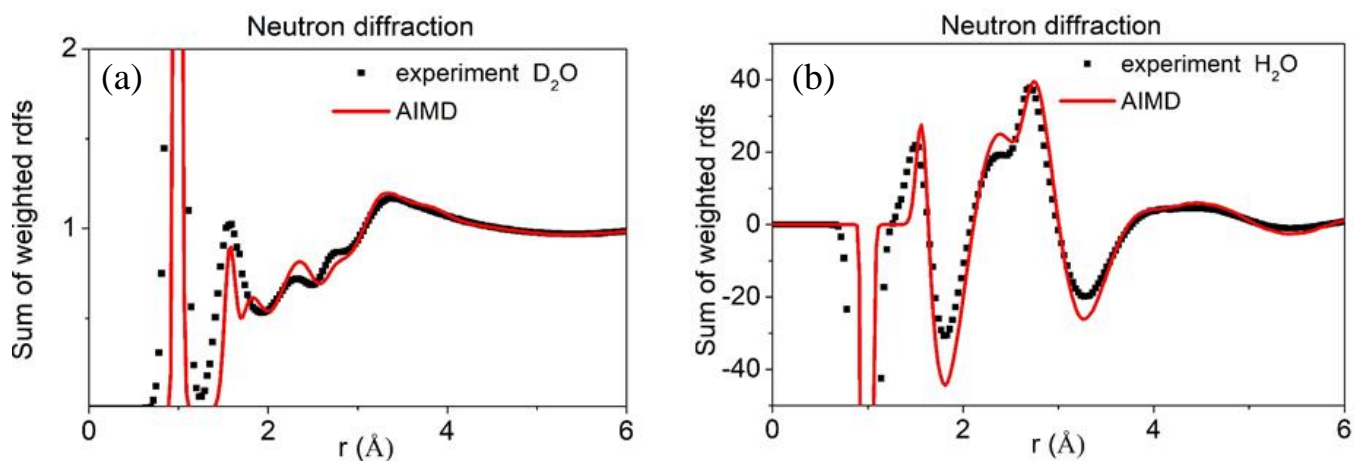 Neutron diffraction
(a)
experiment D₂O
AIMD
Sum of weighted rdfs
2
1
0 2 4 6
r (Å)
Neutron diffraction
(b)
experiment H₂O
AIMD
Sum of weighted rdfs
40
20
0
-20
-40
0 2 4 6
r (Å)